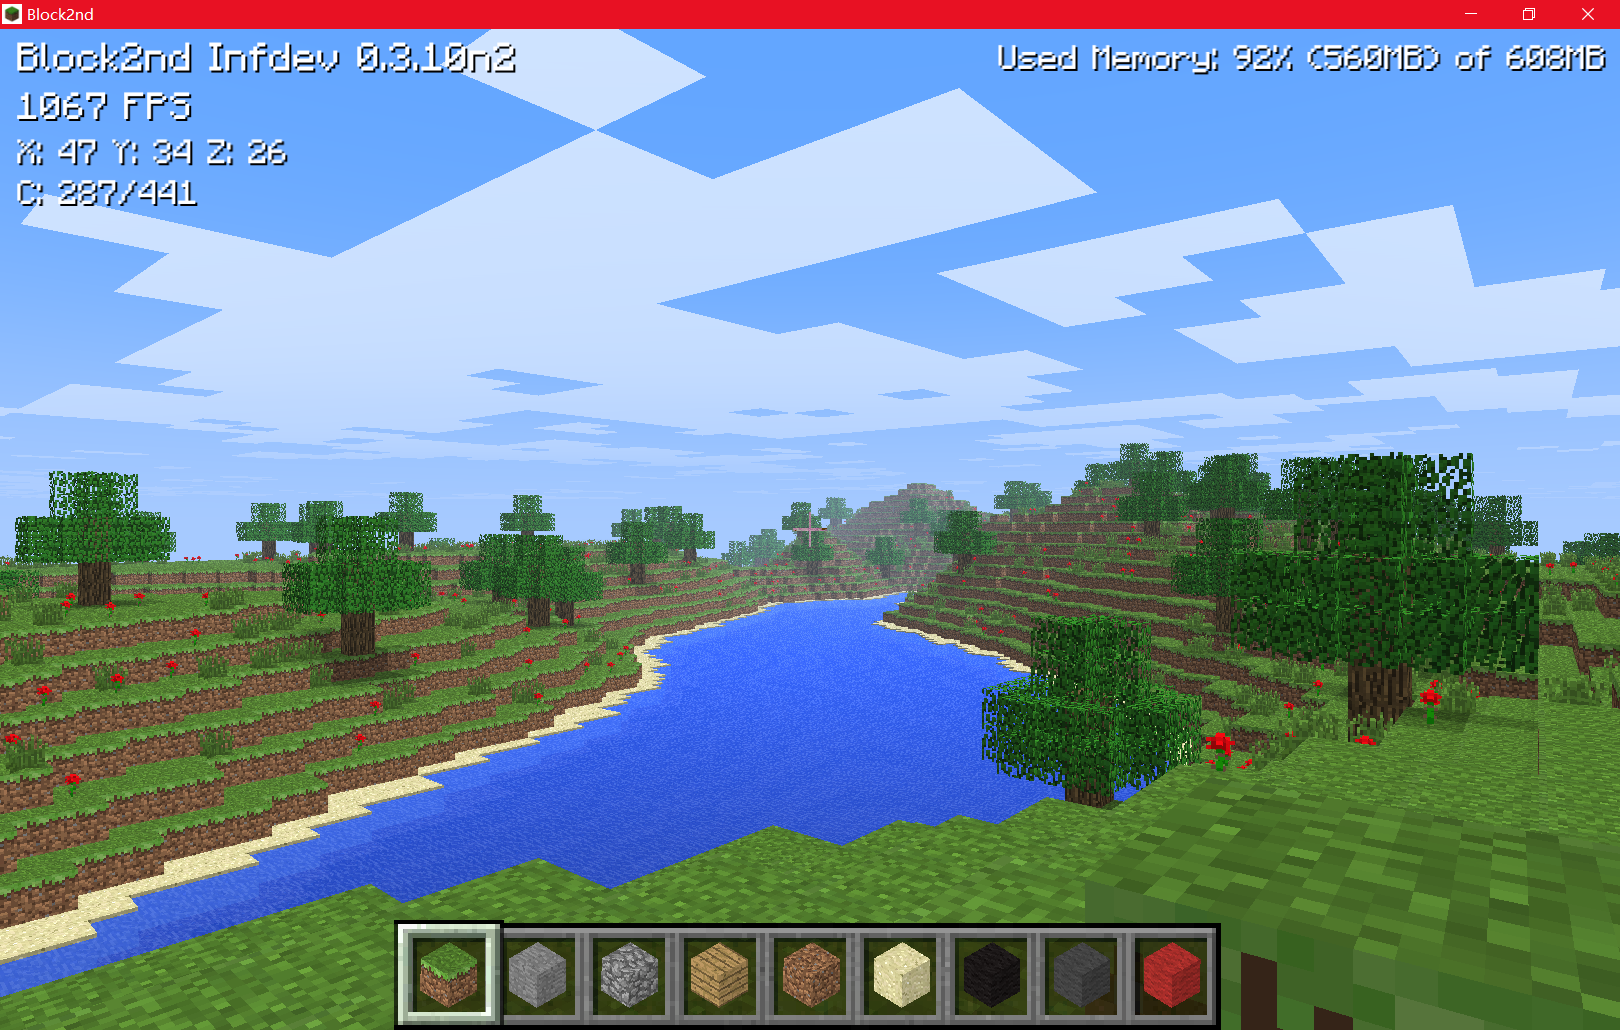 Block2nd
Block2nd Infdev 0.3.10n2
Used Memory: 92% (560MB) of 608MB
1067 FPS
X: 47 Y: 34 Z: 26
C: 287/441